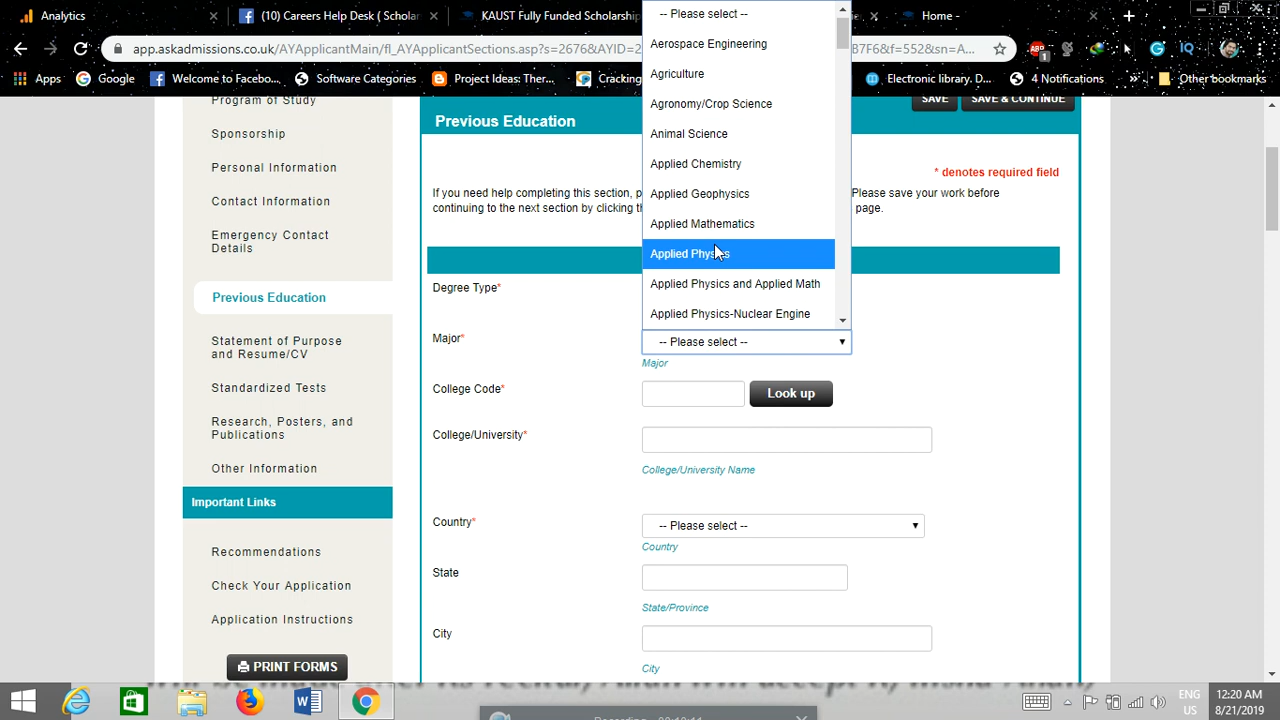 Analytics
(10) Careers Help Desk ( Scholar
KAUST Fully Funded Scholarship
Home -
app.askadmissions.co.uk/AYApplicantMain/fl_AYApplicantSections.asp?s=2676&AYID=2
B7F6&f=552&sn=A...
Apps
Google
Welcome to Facebo...
Software Categories
Project Ideas: Ther...
Cracking
Electronic library. D...
4 Notifications
Other bookmarks
Program of Study
Sponsorship
Personal Information
Contact Information
Emergency Contact
Details
Previous Education
Statement of Purpose
and Resume/CV
Standardized Tests
Research, Posters, and
Publications
Other Information
Important Links
Recommendations
Check Your Application
Application Instructions
PRINT FORMS
Previous Education
SAVE
SAVE & CONTINUE
* denotes required field
If you need help completing this section, p
Please save your work before
continuing to the next section by clicking th
page.
Degree Type*
-- Please select --
Aerospace Engineering
Agriculture
Agronomy/Crop Science
Animal Science
Applied Chemistry
Applied Geophysics
Applied Mathematics
Applied Physics
Applied Physics and Applied Math
Applied Physics-Nuclear Engine
Major*
-- Please select --
Major
College Code*
Look up
College/University*
College/University Name
Country*
-- Please select --
Country
State
State/Province
City
City
ENG
US
12:20 AM
8/21/2019